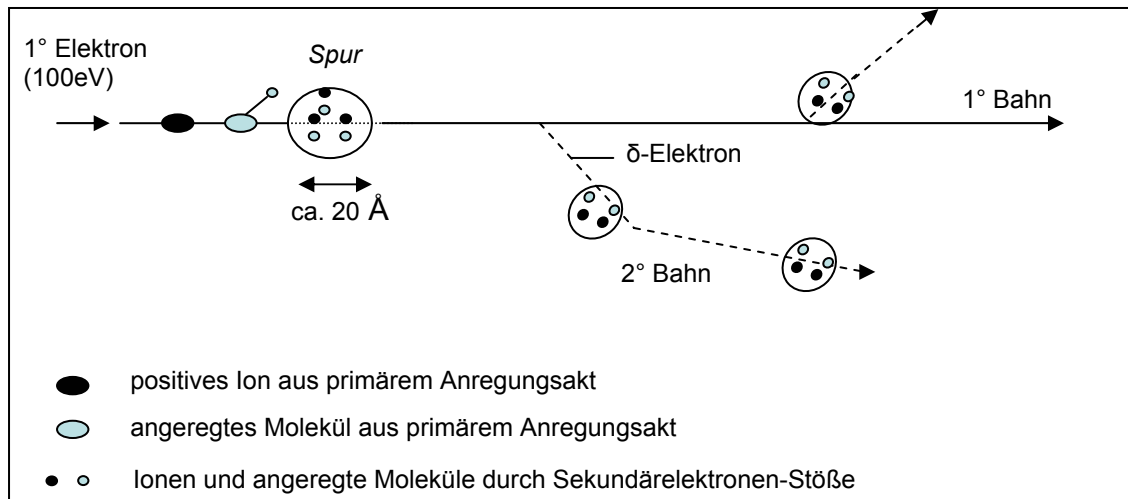 1° Elektron
(100eV)
Spur
1° Bahn
δ-Elektron
ca. 20 Å
2° Bahn
positives Ion aus primärem Anregungsakt
angeregtes Molekül aus primärem Anregungsakt
Ionen und angeregte Moleküle durch Sekundärelektronen-Stöße